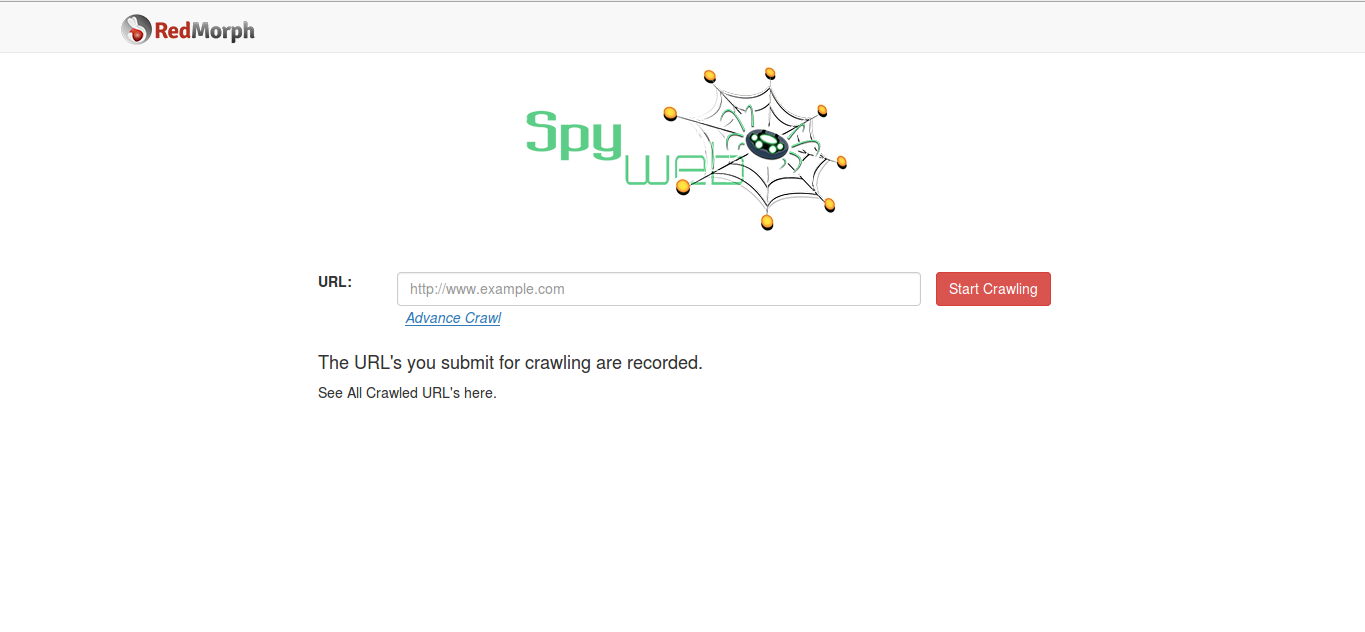 RedMorph
Spy
web
URL: http://www.example.com Start Crawling
Advance Crawl
The URL's you submit for crawling are recorded.
See All Crawled URL's here.